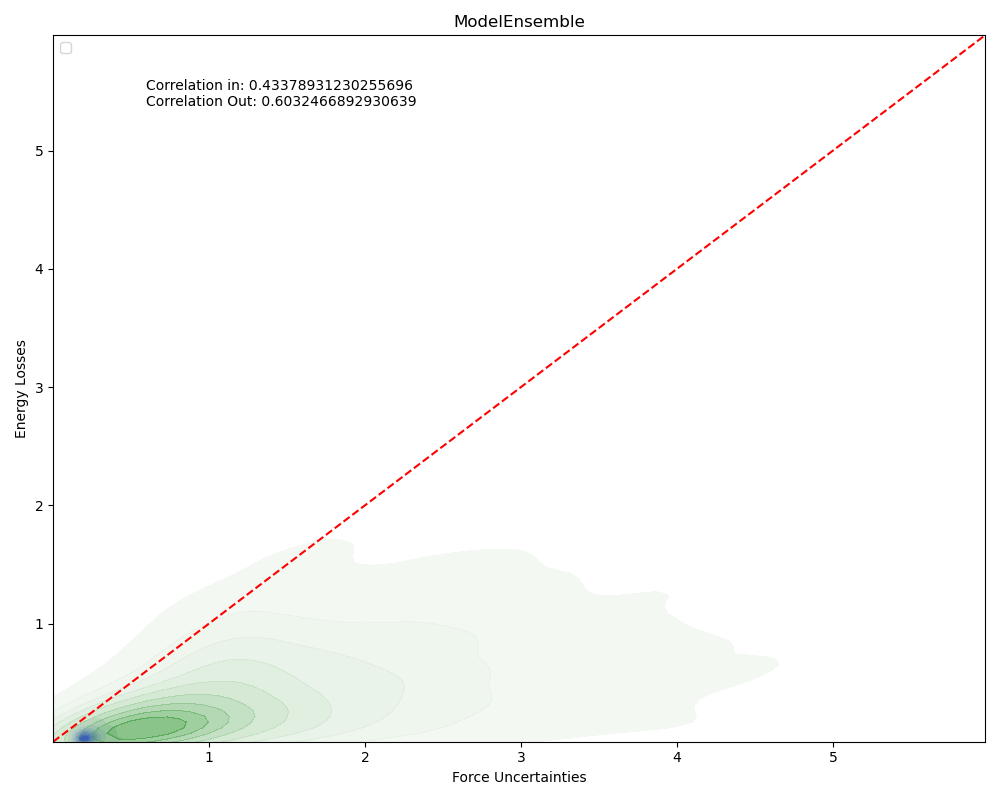 ModelEnsemble
Correlation in: 0.43378931230255696
Correlation Out: 0.6032466892930639
Energy Losses
5
4
3
2
1
1 2 3 4 5
Force Uncertainties